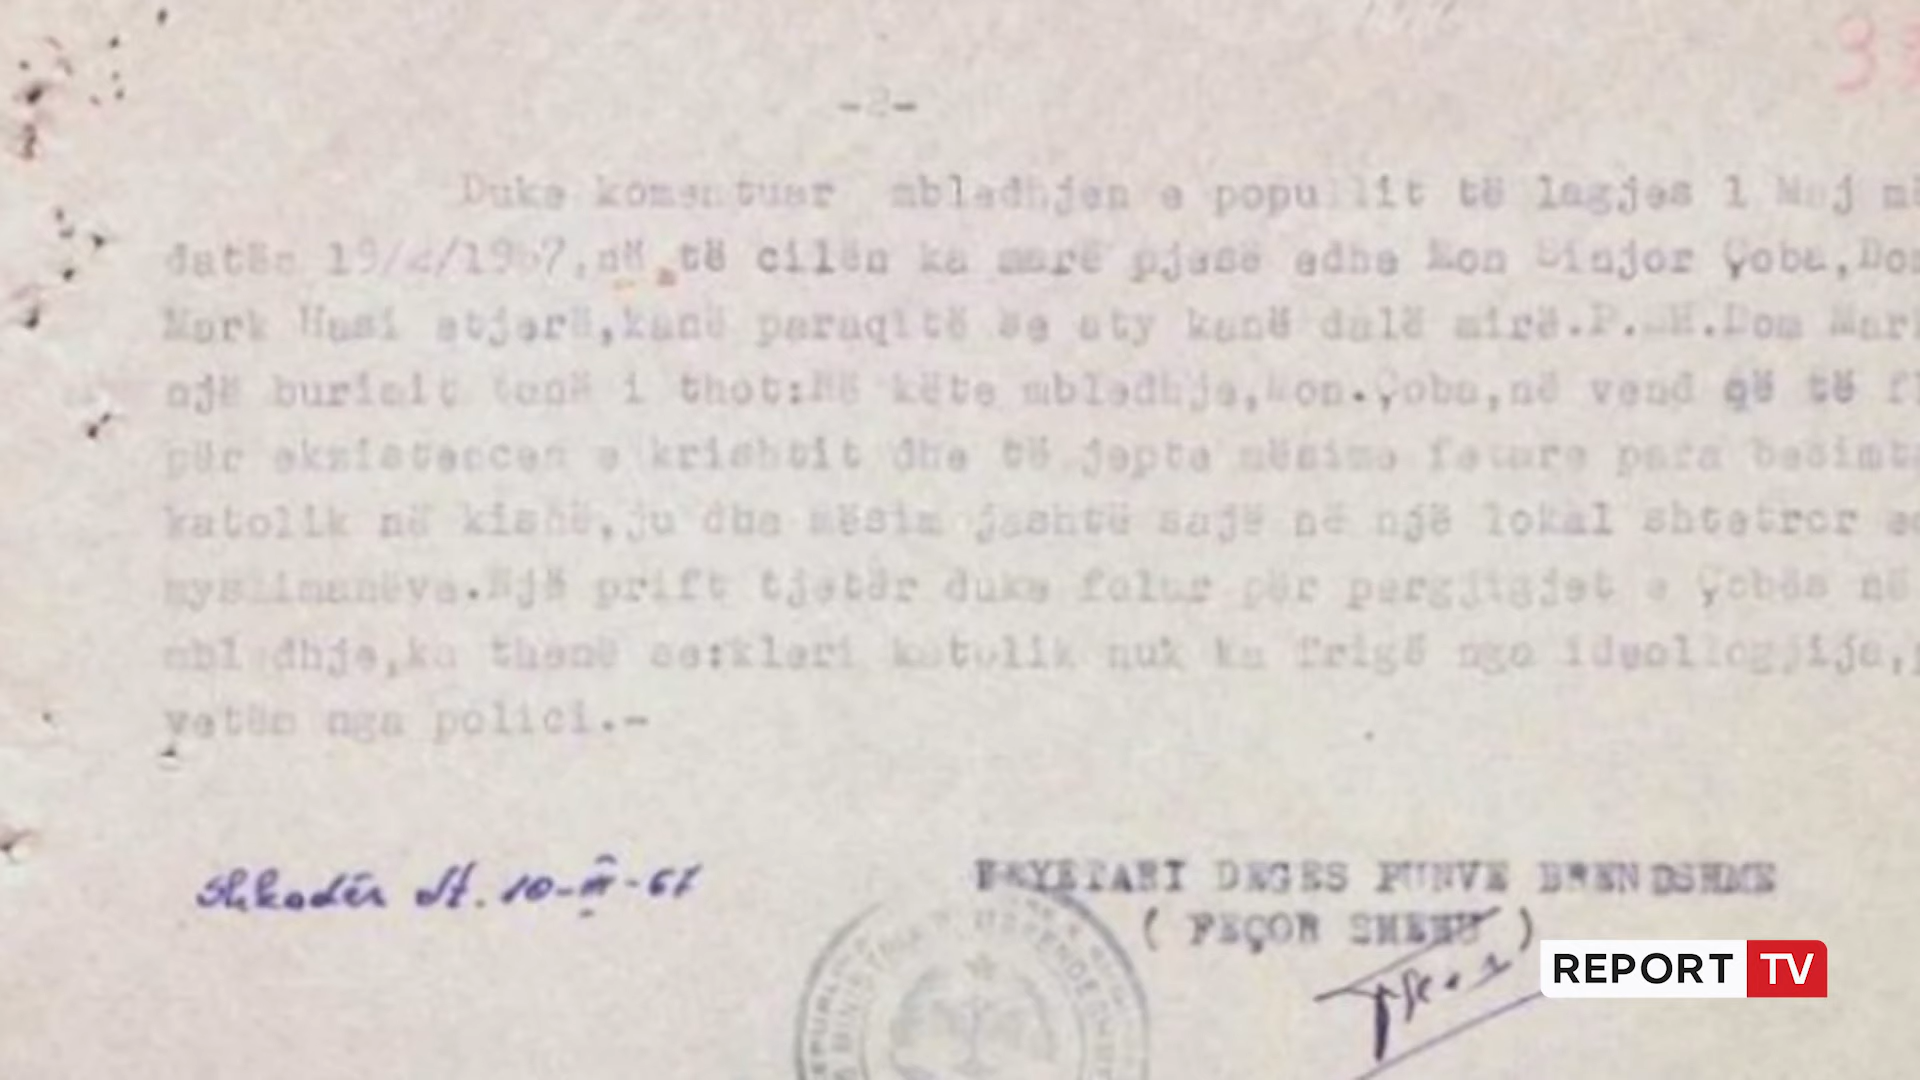 -2-
Duke komentuar mbledhjen e popullit të lagjes 1 Maj më
datën 19/2/1967,në të cilën ka marë pjesë edhe Mon Sinjor Çoba,Dom
Mark Hasi etjerë,kanë paraqitë se aty kanë dalë mirë.P.SH.Dom Mark
një burimit tonë i thot:Në këte mbledhje,Mon.Çoba,në vend që të
për ekzistencen e krishtit dhe të jepte mësime fetare para
katolik në kishë,ju dha mësim jashtë sajë në një lokal shtetror
myslimanëve.Një prift tjetër duke folur për pergjigjet e Çobës në
mbledhje,ka thenë se:kleri katolik nuk ka frigë nga ideollogjija,
vetëm nga polici.-
Shkodër dt. 10-III-67
KRYETARI DEGES PUNVE BRENDSHME
( FEÇOR SHEHU )
REPORT TV